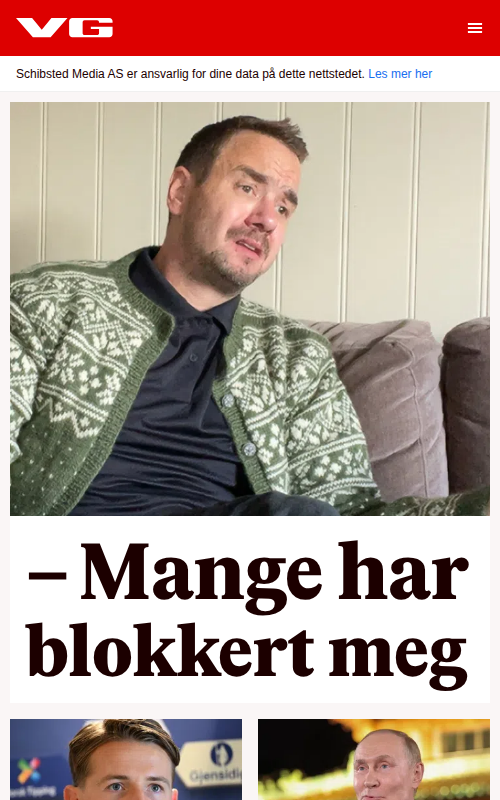 VG
Schibsted Media AS er ansvarlig for dine data på dette nettstedet. Les mer her
– Mange har
blokkert meg
Tipping
Gjensidi